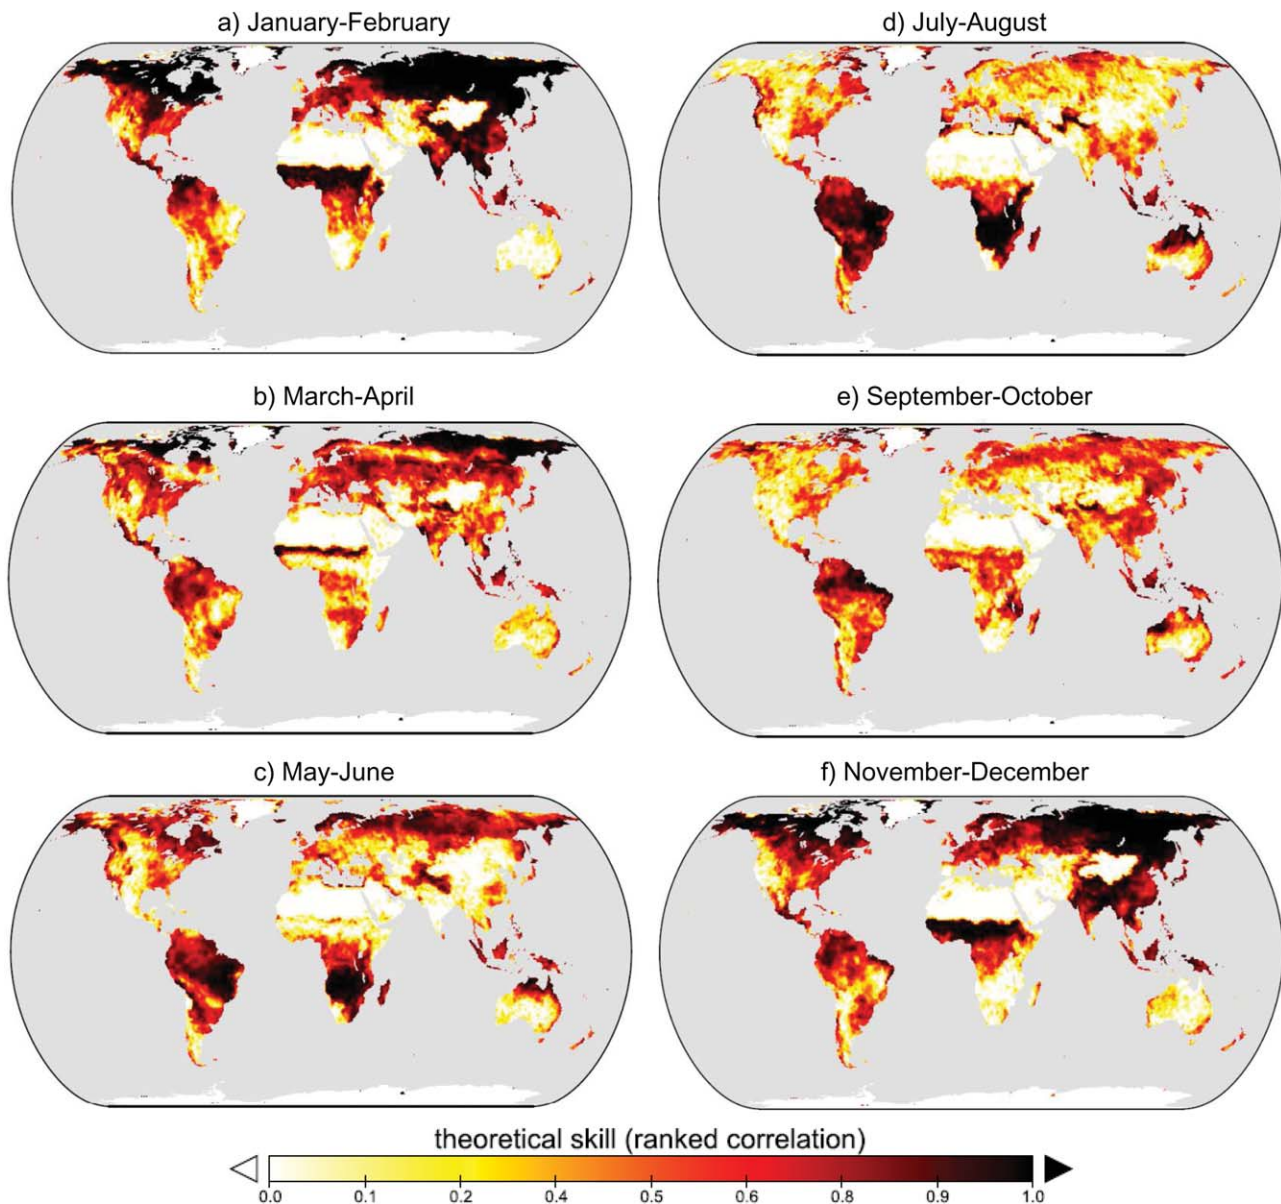 a) January-February
d) July-August
b) March-April
e) September-October
c) May-June
f) November-December
theoretical skill (ranked correlation)
0.0 0.1 0.2 0.4 0.5 0.6 0.8 0.9 1.0